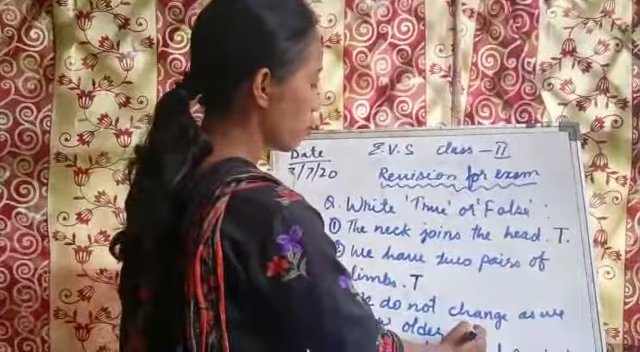 Date
3/7/20
E.V.S class - II
Revision for exam
Q. Write 'True' or 'False' :
① The neck joins the head. T.
② We have two pairs of
limbs. T
do not change as we
older